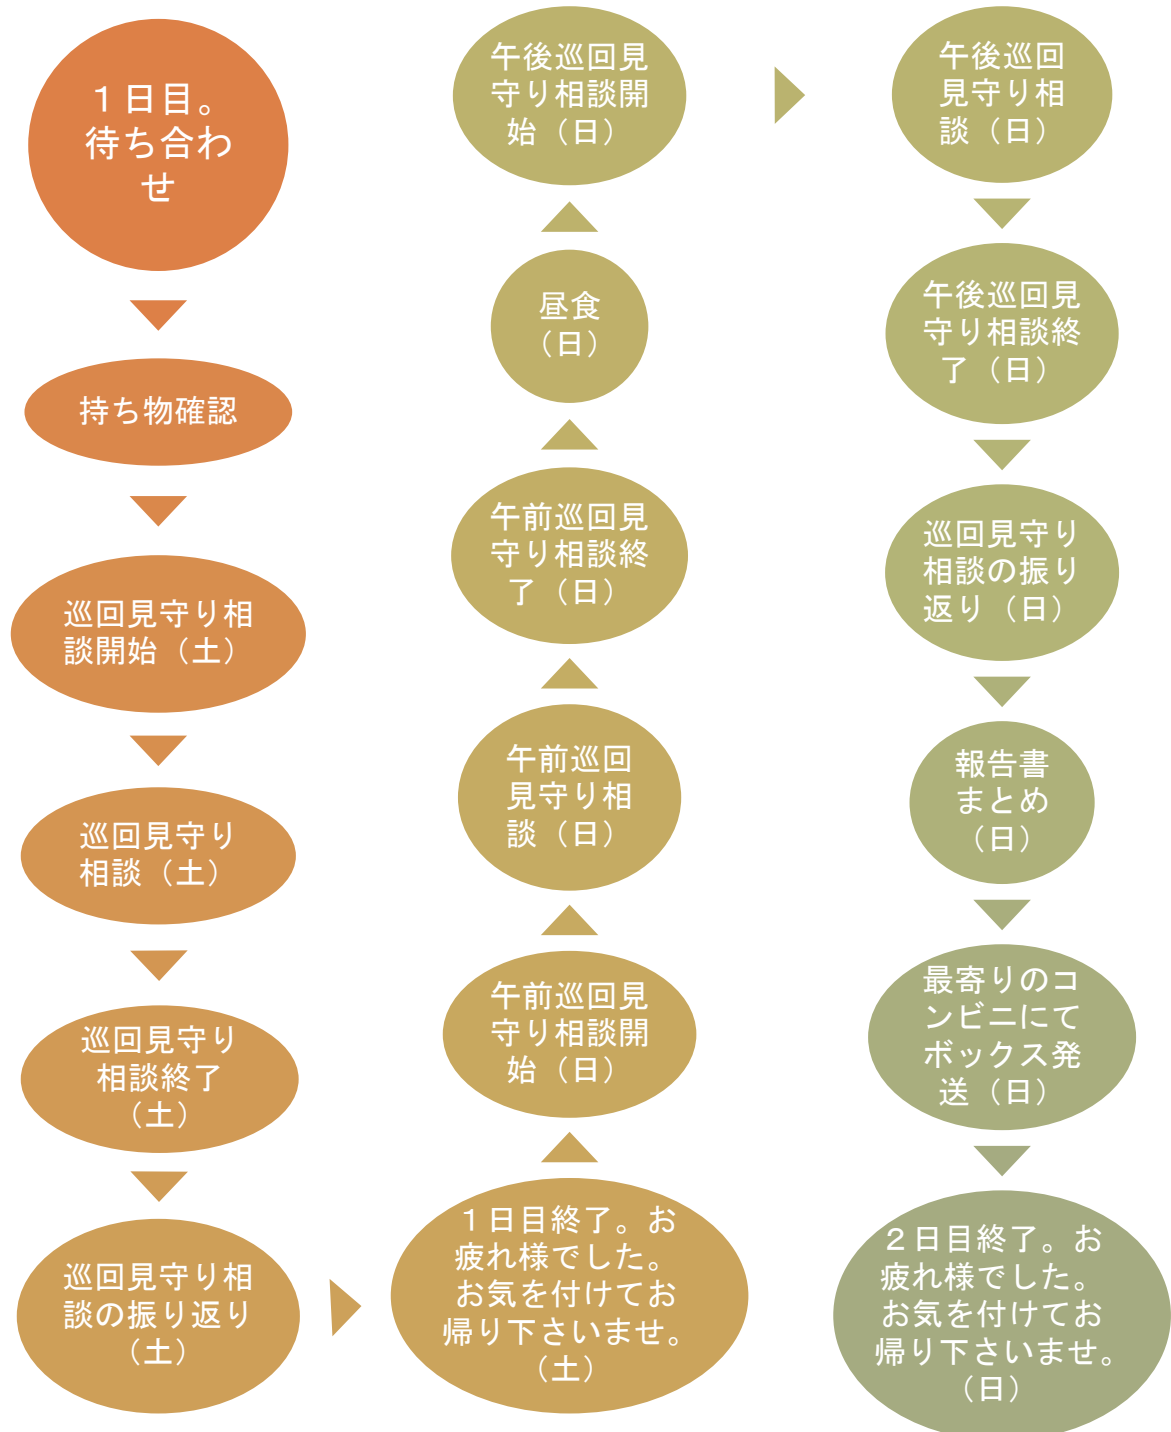 １日目。
待ち合わ
せ
持ち物確認
巡回見守り相
談開始（土）
巡回見守り
相談（土）
巡回見守り
相談終了
（土）
巡回見守り相
談の振り返り
（土）
１日目終了。お
疲れ様でした。
お気を付けてお
帰り下さいませ。
（土）
午前巡回見
守り相談開
始（日）
午前巡回
見守り相
談（日）
午前巡回見
守り相談終
了（日）
昼食
（日）
午後巡回見
守り相談開
始（日）
午後巡回
見守り相
談（日）
午後巡回見
守り相談終
了（日）
巡回見守り
相談の振り
返り（日）
報告書
まとめ
（日）
最寄りのコ
ンビニにて
ボックス発
送（日）
２日目終了。お
疲れ様でした。
お気を付けてお
帰り下さいませ。
（日）